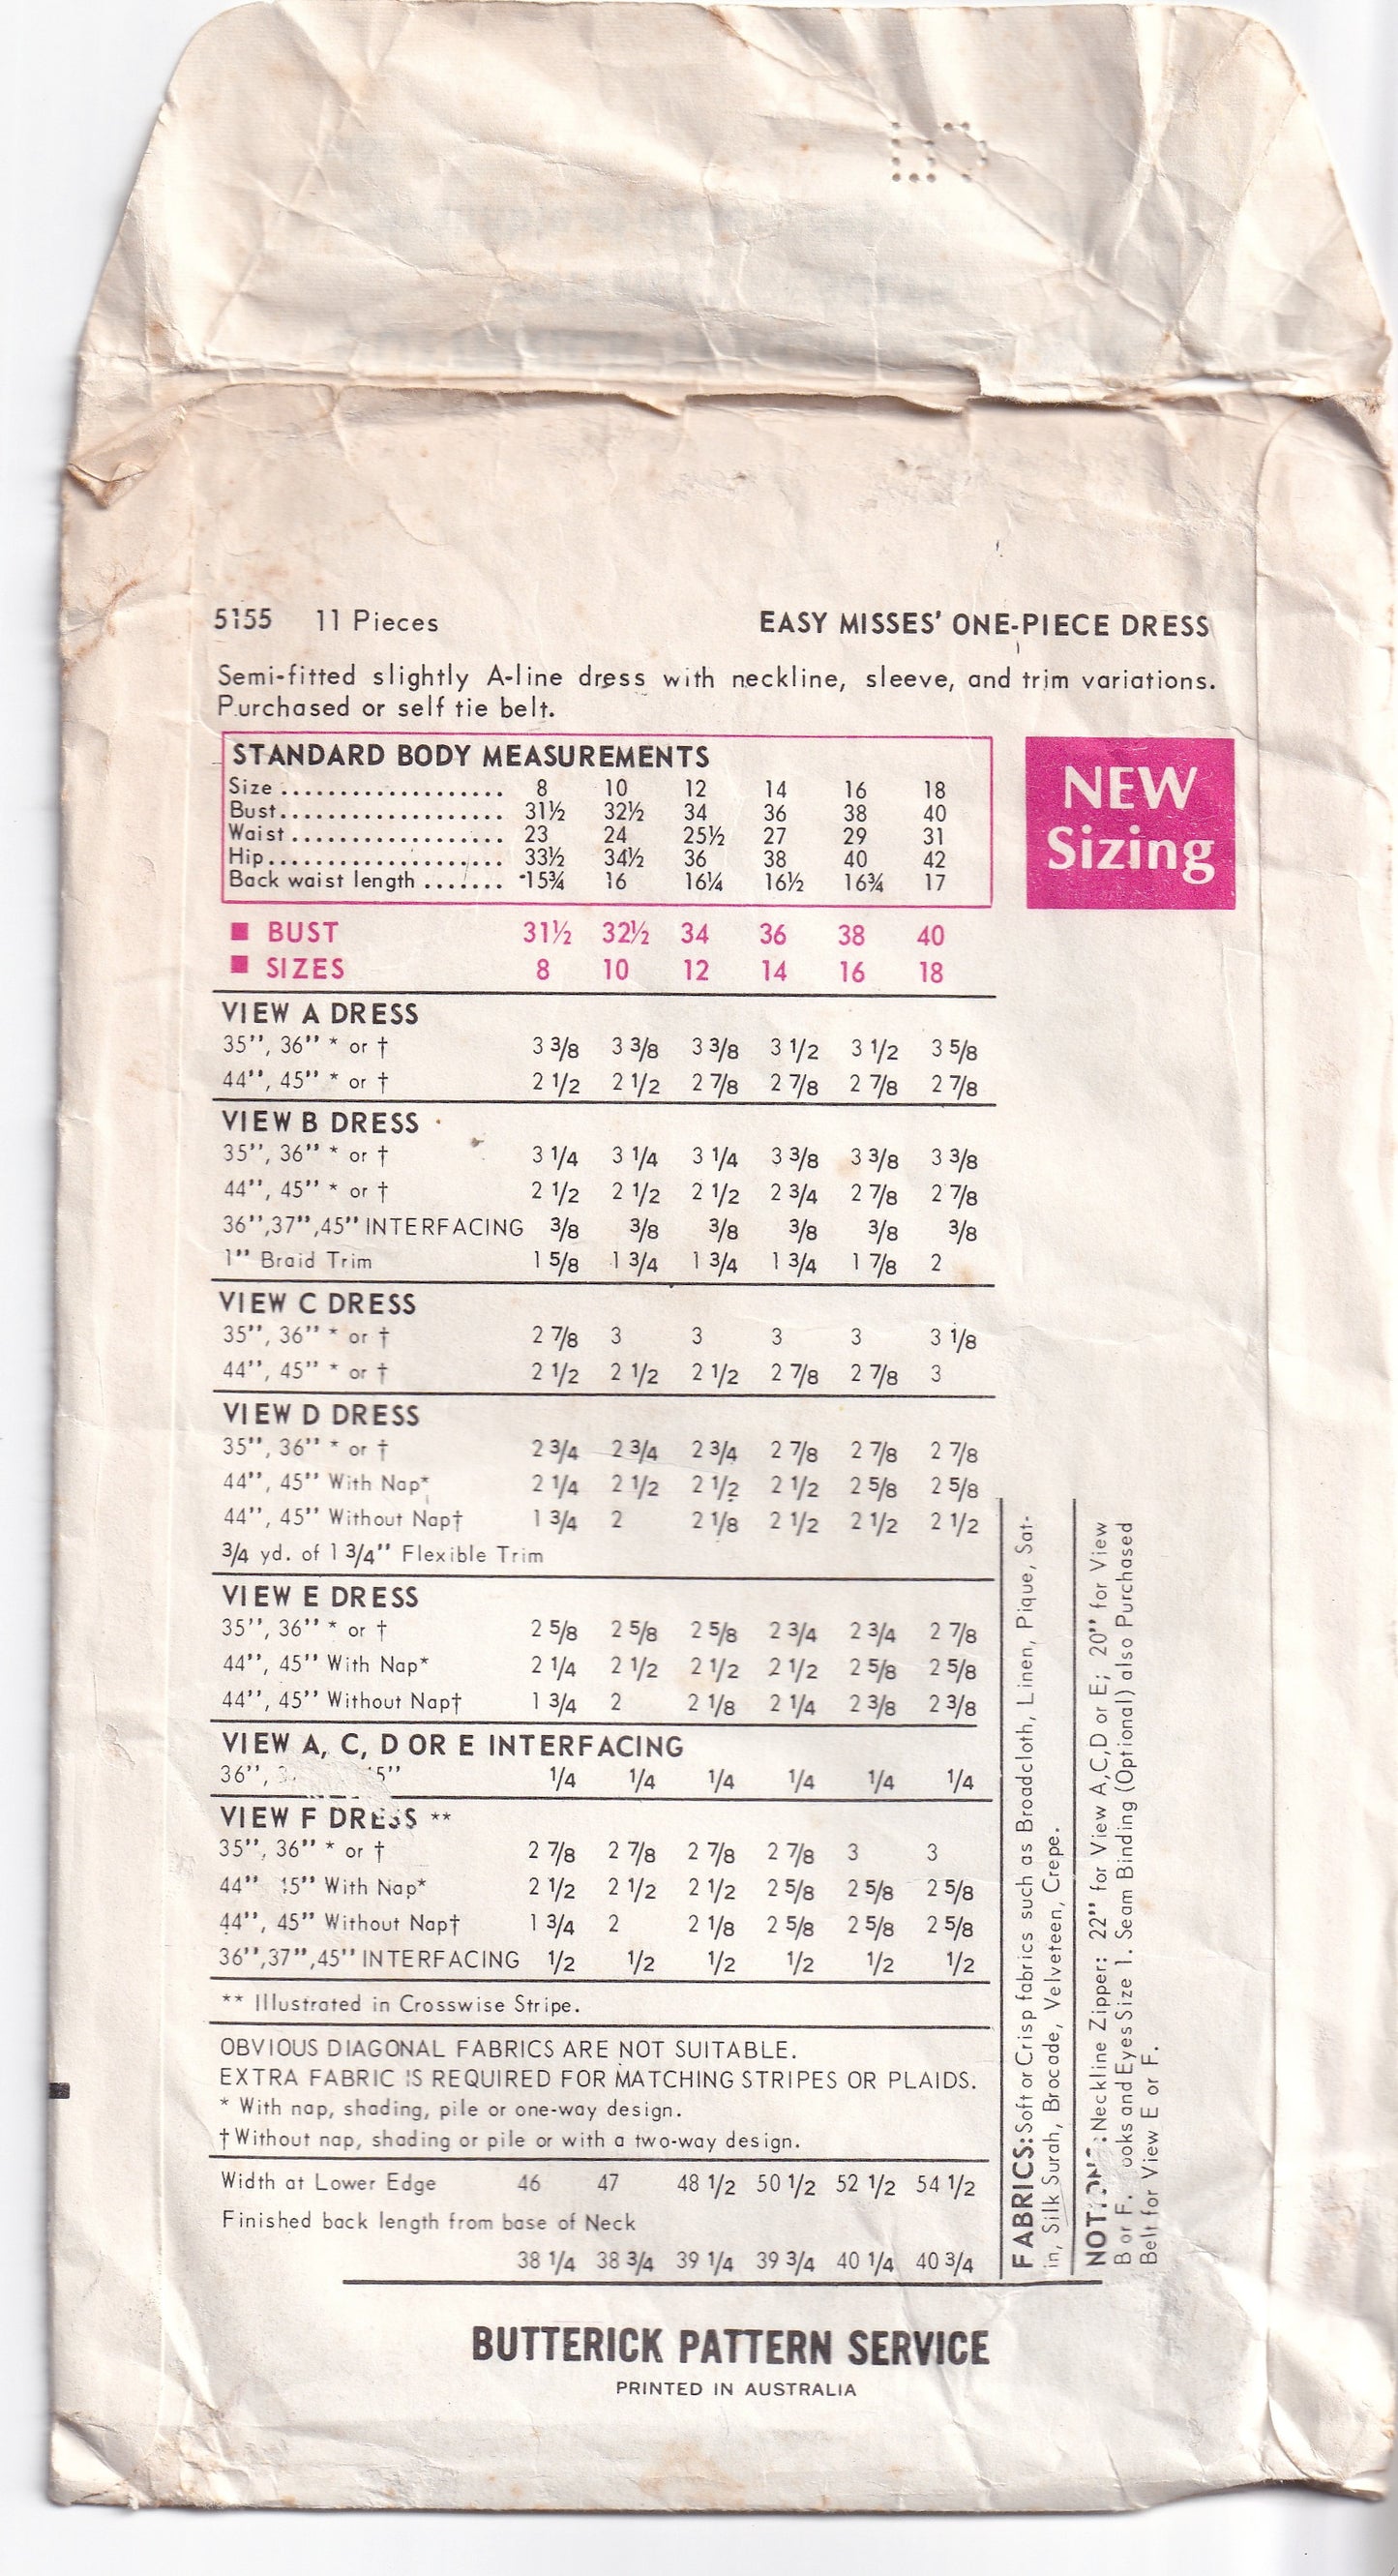 5155 11 Pieces EASY MISSES' ONE-PIECE DRESS
Semi-fitted slightly A-line dress with neckline, sleeve, and trim variations.
Purchased or self tie belt.
STANDARD BODY MEASUREMENTS
Size ................... 8 10 12 14 16 18
Bust.................... 31½ 32½ 34 36 38 40
Waist................... 23 24 25½ 27 29 31
Hip..................... 33½ 34½ 36 38 40 42
Back waist length ....... 15¾ 16 16¼ 16½ 16¾ 17
NEW
Sizing
■ BUST 31½ 32½ 34 36 38 40
■ SIZES 8 10 12 14 16 18
VIEW A DRESS
35'', 36'' * or † 3 3/8 3 3/8 3 3/8 3 1/2 3 1/2 3 5/8
44'', 45'' * or † 2 1/2 2 1/2 2 7/8 2 7/8 2 7/8 2 7/8
VIEW B DRESS
35'', 36'' * or † 3 1/4 3 1/4 3 1/4 3 3/8 3 3/8 3 3/8
44'', 45'' * or † 2 1/2 2 1/2 2 1/2 2 3/4 2 7/8 2 7/8
36'',37'',45'' INTERFACING 3/8 3/8 3/8 3/8 3/8 3/8
1'' Braid Trim 1 5/8 1 3/4 1 3/4 1 3/4 1 7/8 2
VIEW C DRESS
35'', 36'' * or † 2 7/8 3 3 3 3 3 1/8
44'', 45'' * or † 2 1/2 2 1/2 2 1/2 2 7/8 2 7/8 3
VIEW D DRESS
35'', 36'' * or † 2 3/4 2 3/4 2 3/4 2 7/8 2 7/8 2 7/8
44'', 45'' With Nap* 2 1/4 2 1/2 2 1/2 2 1/2 2 5/8 2 5/8
44'', 45'' Without Nap† 1 3/4 2 2 1/8 2 1/2 2 1/2 2 1/2
3/4 yd. of 1 3/4'' Flexible Trim
VIEW E DRESS
35'', 36'' * or † 2 5/8 2 5/8 2 5/8 2 3/4 2 3/4 2 7/8
44'', 45'' With Nap* 2 1/4 2 1/2 2 1/2 2 1/2 2 5/8 2 5/8
44'', 45'' Without Nap† 1 3/4 2 2 1/8 2 1/4 2 3/8 2 3/8
VIEW A, C, D OR E INTERFACING
36'', 5'' 1/4 1/4 1/4 1/4 1/4 1/4
VIEW F DRESS **
35'', 36'' * or † 2 7/8 2 7/8 2 7/8 2 7/8 3 3
44'' 45'' With Nap* 2 1/2 2 1/2 2 1/2 2 5/8 2 5/8 2 5/8
44'', 45'' Without Nap† 1 3/4 2 2 1/8 2 5/8 2 5/8 2 5/8
36'',37'',45'' INTERFACING 1/2 1/2 1/2 1/2 1/2 1/2
** Illustrated in Crosswise Stripe.
OBVIOUS DIAGONAL FABRICS ARE NOT SUITABLE.
EXTRA FABRIC IS REQUIRED FOR MATCHING STRIPES OR PLAIDS.
* With nap, shading, pile or one-way design.
† Without nap, shading or pile or with a two-way design.
Width at Lower Edge 46 47 48 1/2 50 1/2 52 1/2 54 1/2
Finished back length from base of Neck
38 1/4 38 3/4 39 1/4 39 3/4 40 1/4 40 3/4
FABRICS: Soft or Crisp fabrics such as Broadcloth, Linen, Pique, Sat-
in, Silk Surah, Brocade, Velveteen, Crepe.
NOTIONS: Neckline Zipper: 22'' for View A,C,D or E; 20'' for View
B or F. ooks and Eyes Size 1. Seam Binding (Optional) also Purchased
Belt for View E or F.
BUTTERICK PATTERN SERVICE
PRINTED IN AUSTRALIA